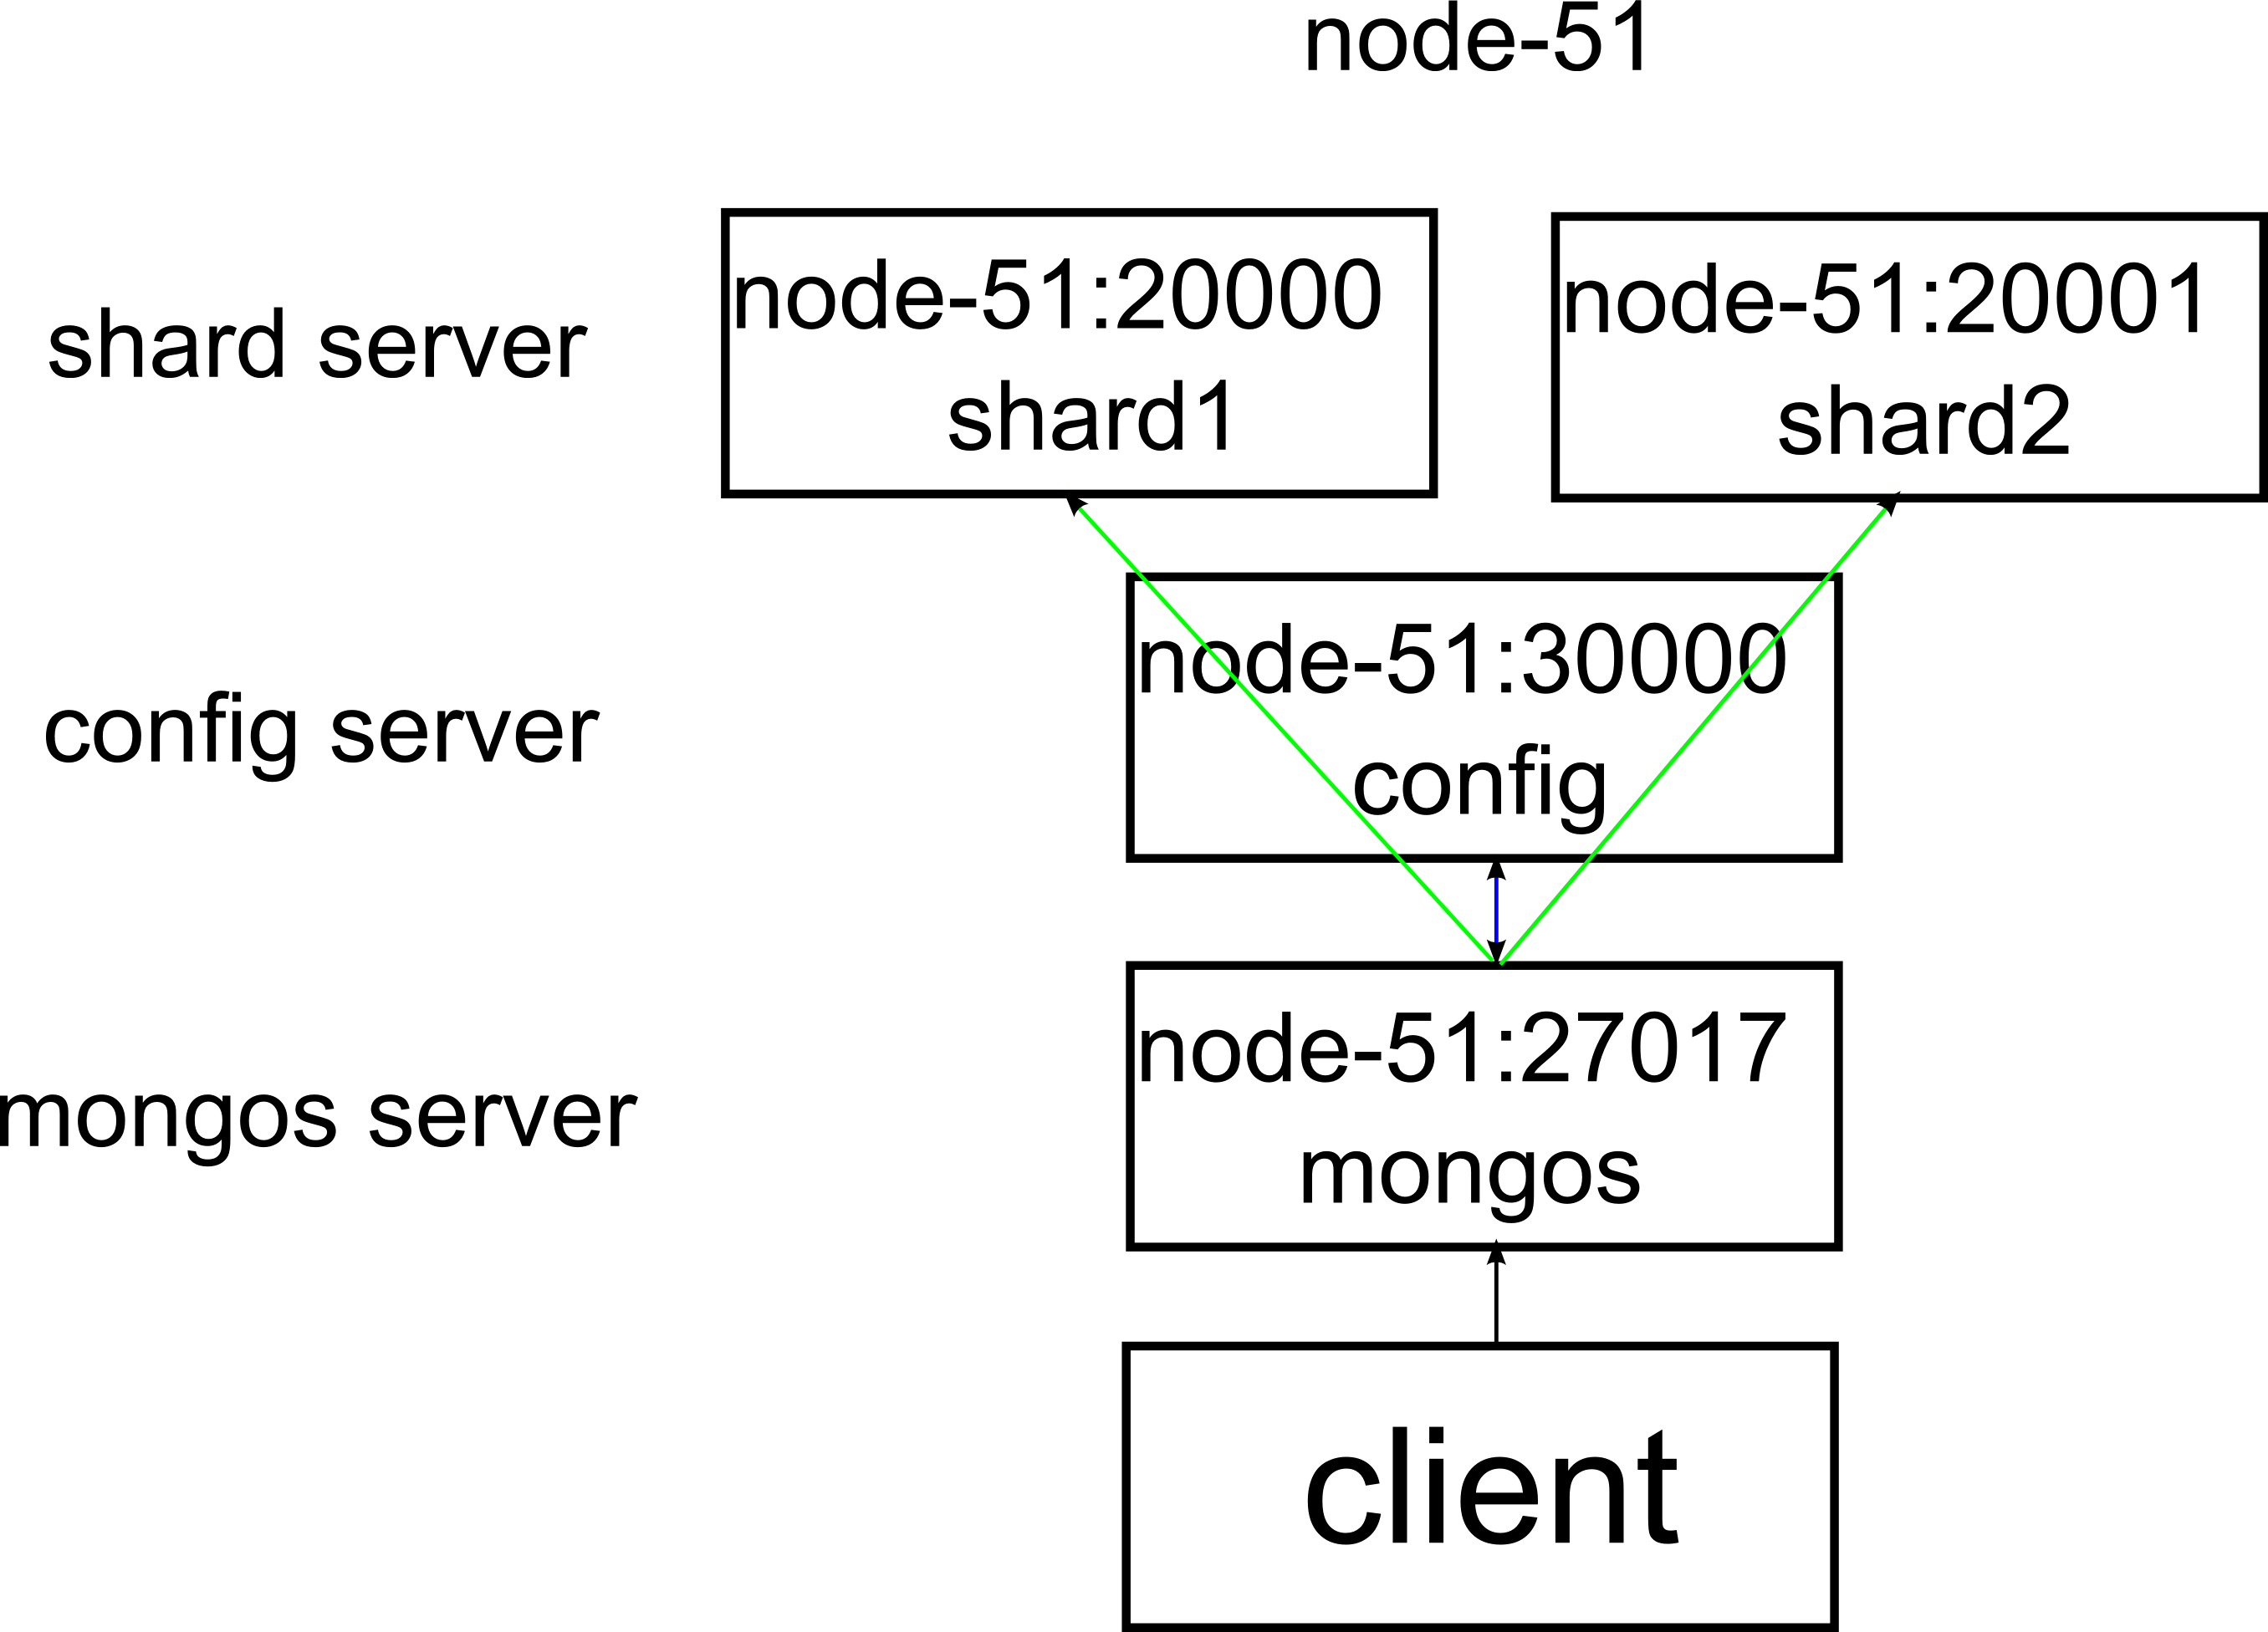 node-51
shard server
node-51:20000
shard1
node-51:20001
shard2
config server
node-51:30000
config
mongos server
node-51:27017
mongos
client